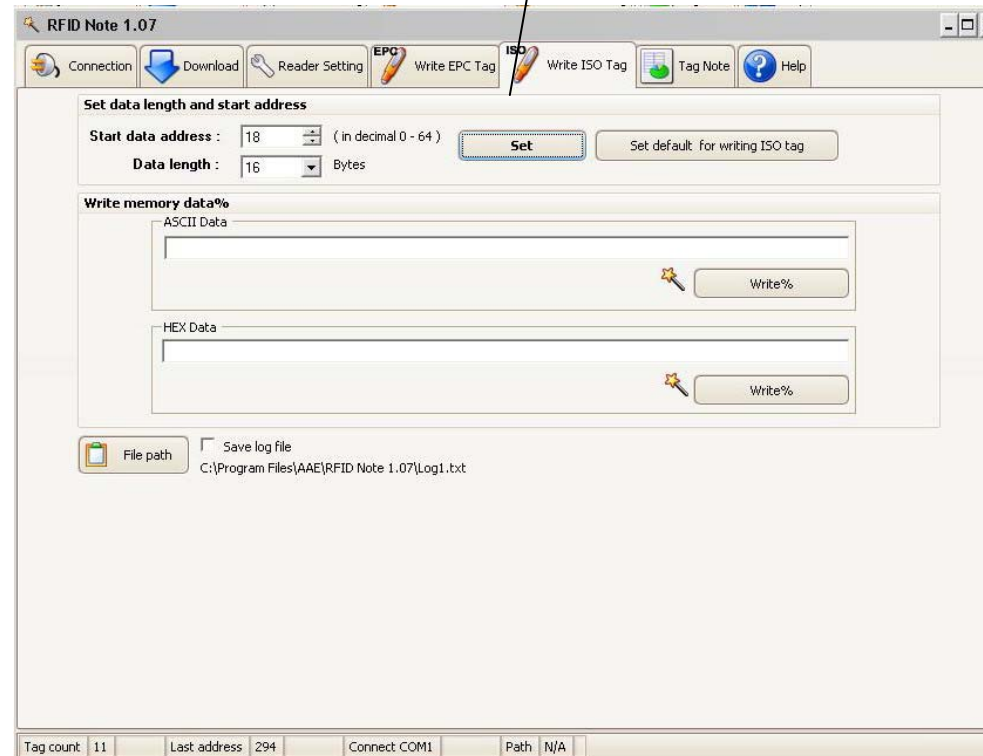 RFID Note 1.07
Connection Download Reader Setting EPC Write EPC Tag ISO Write ISO Tag Tag Note Help
Set data length and start address
Start data address : 18 ( in decimal 0 - 64 ) Set Set default for writing ISO tag
Data length : 16 Bytes
Write memory data%
ASCII Data
Write%
HEX Data
Write%
File path Save log file
C:\Program Files\AAE\RFID Note 1.07\Log1.txt
Tag count 11 Last address 294 Connect COM1 Path N/A